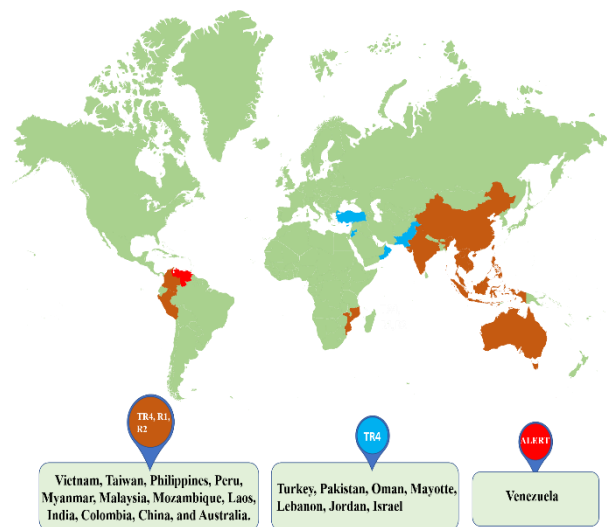 TR4, R1,
R2
Vietnam, Taiwan, Philippines, Peru,
Myanmar, Malaysia, Mozambique, Laos,
India, Colombia, China, and Australia.
TR4
Turkey, Pakistan, Oman, Mayotte,
Lebanon, Jordan, Israel
ALERT
Venezuela